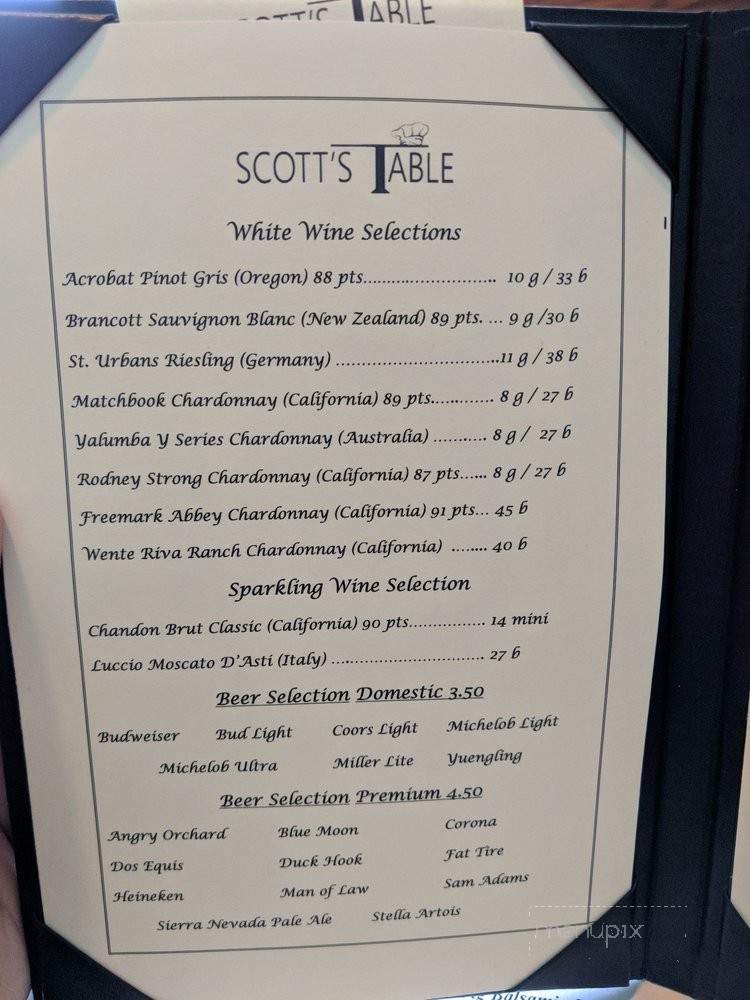 SCOTT'S TABLE
White Wine Selections
Acrobat Pinot Gris (Oregon) 88 pts........................... 10 g / 33 b
Brancott Sauvignon Blanc (New Zealand) 89 pts. ... 9 g /30 b
St. Urbans Riesling (Germany) ................................11 g / 38 b
Matchbook Chardonnay (California) 89 pts............ 8 g / 27 b
Yalumba Y Series Chardonnay (Australia) .......... 8 g / 27 b
Rodney Strong Chardonnay (California) 87 pts...... 8 g / 27 b
Freemark Abbey Chardonnay (California) 91 pts... 45 b
Wente Riva Ranch Chardonnay (California) ........ 40 b
Sparkling Wine Selection
Chandon Brut Classic (California) 90 pts................ 14 mini
Luccio Moscato D'Asti (Italy) ................................ 27 b
Beer Selection Domestic 3.50
Budweiser Bud Light Coors Light Michelob Light
Michelob Ultra Miller Lite Yuengling
Beer Selection Premium 4.50
Angry Orchard Blue Moon Corona
Dos Equis Duck Hook Fat Tire
Heineken Man of Law Sam Adams
Sierra Nevada Pale Ale Stella Artois
menupix